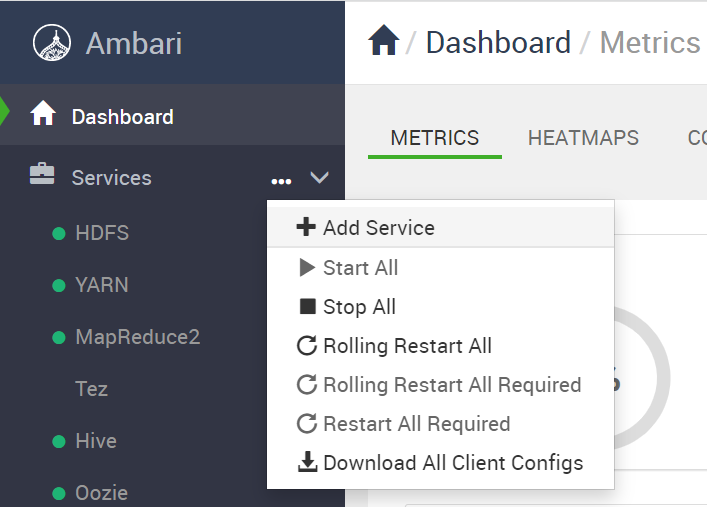 Ambari
/ Dashboard / Metrics
Dashboard
METRICS HEATMAPS
Services
Add Service
HDFS
Start All
YARN
Stop All
MapReduce2
Rolling Restart All
Tez
Rolling Restart All Required
Hive
Restart All Required
Oozie
Download All Client Configs